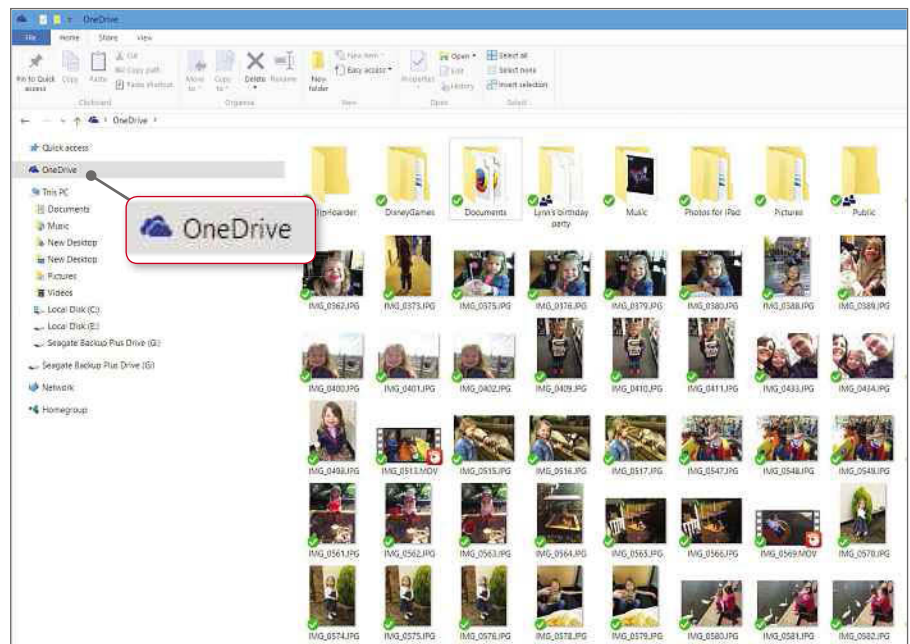 OneDrive
File Home Share View
Pin to Quick access
Copy
Paste
Cut
Copy path
Paste shortcut
Move to
Copy to
Delete
Rename
New folder
New item
Easy access
Properties
Open
Edit
History
Select all
Select none
Invert selection
Clipboard Organise New Open Select
OneDrive
Quick access
OneDrive
This PC
Documents
Music
New Desktop
New Desktop
Pictures
Videos
Local Disk (C:)
Local Disk (E:)
Seagate Backup Plus Drive (G:)
Seagate Backup Plus Drive (G:)
Network
Homegroup
OneDrive
DisneyGames Documents Lynn's birthday party Music Photos for iPad Pictures Public
IMG_0362.JPG IMG_0373.JPG IMG_0375.JPG IMG_0376.JPG IMG_0379.JPG IMG_0380.JPG IMG_0388.JPG IMG_0389.JPG
IMG_0400.JPG IMG_0401.JPG IMG_0402.JPG IMG_0409.JPG IMG_0410.JPG IMG_0411.JPG IMG_0433.JPG IMG_0434.JPG
IMG_0498.JPG IMG_0513.MOV IMG_0515.JPG IMG_0516.JPG IMG_0517.JPG IMG_0547.JPG IMG_0548.JPG IMG_0549.JPG
IMG_0561.JPG IMG_0562.JPG IMG_0563.JPG IMG_0564.JPG IMG_0565.JPG IMG_0566.JPG IMG_0569.MOV IMG_0570.JPG
IMG_0574.JPG IMG_0575.JPG IMG_0576.JPG IMG_0578.JPG IMG_0579.JPG IMG_0580.JPG IMG_0581.JPG IMG_0582.JPG